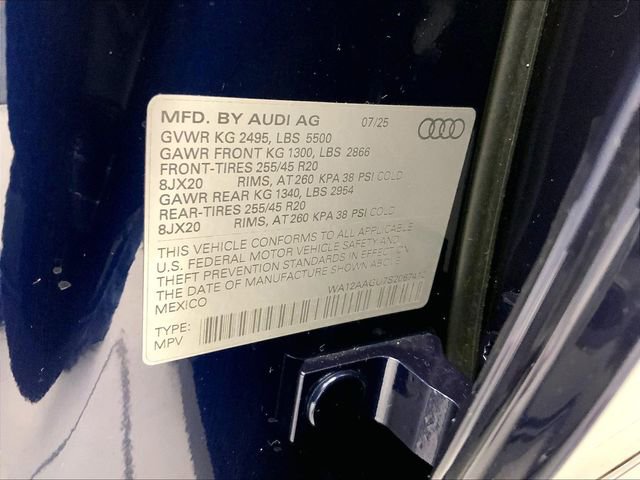 MFD. BY AUDI AG 07/25
GVWR KG 2495, LBS 5500
GAWR FRONT KG 1300, LBS 2866
FRONT-TIRES 255/45 R20
8JX20 RIMS, AT 260 KPA 38 PSI COLD
GAWR REAR KG 1340, LBS 2954
REAR-TIRES 255/45 R20
8JX20 RIMS, AT 260 KPA 38 PSI COLD
THIS VEHICLE CONFORMS TO ALL APPLICABLE
U.S. FEDERAL MOTOR VEHICLE SAFETY AND
THEFT PREVENTION STANDARDS IN EFFECT ON
THE DATE OF MANUFACTURE SHOWN ABOVE.
MEXICO
TYPE:
MPV